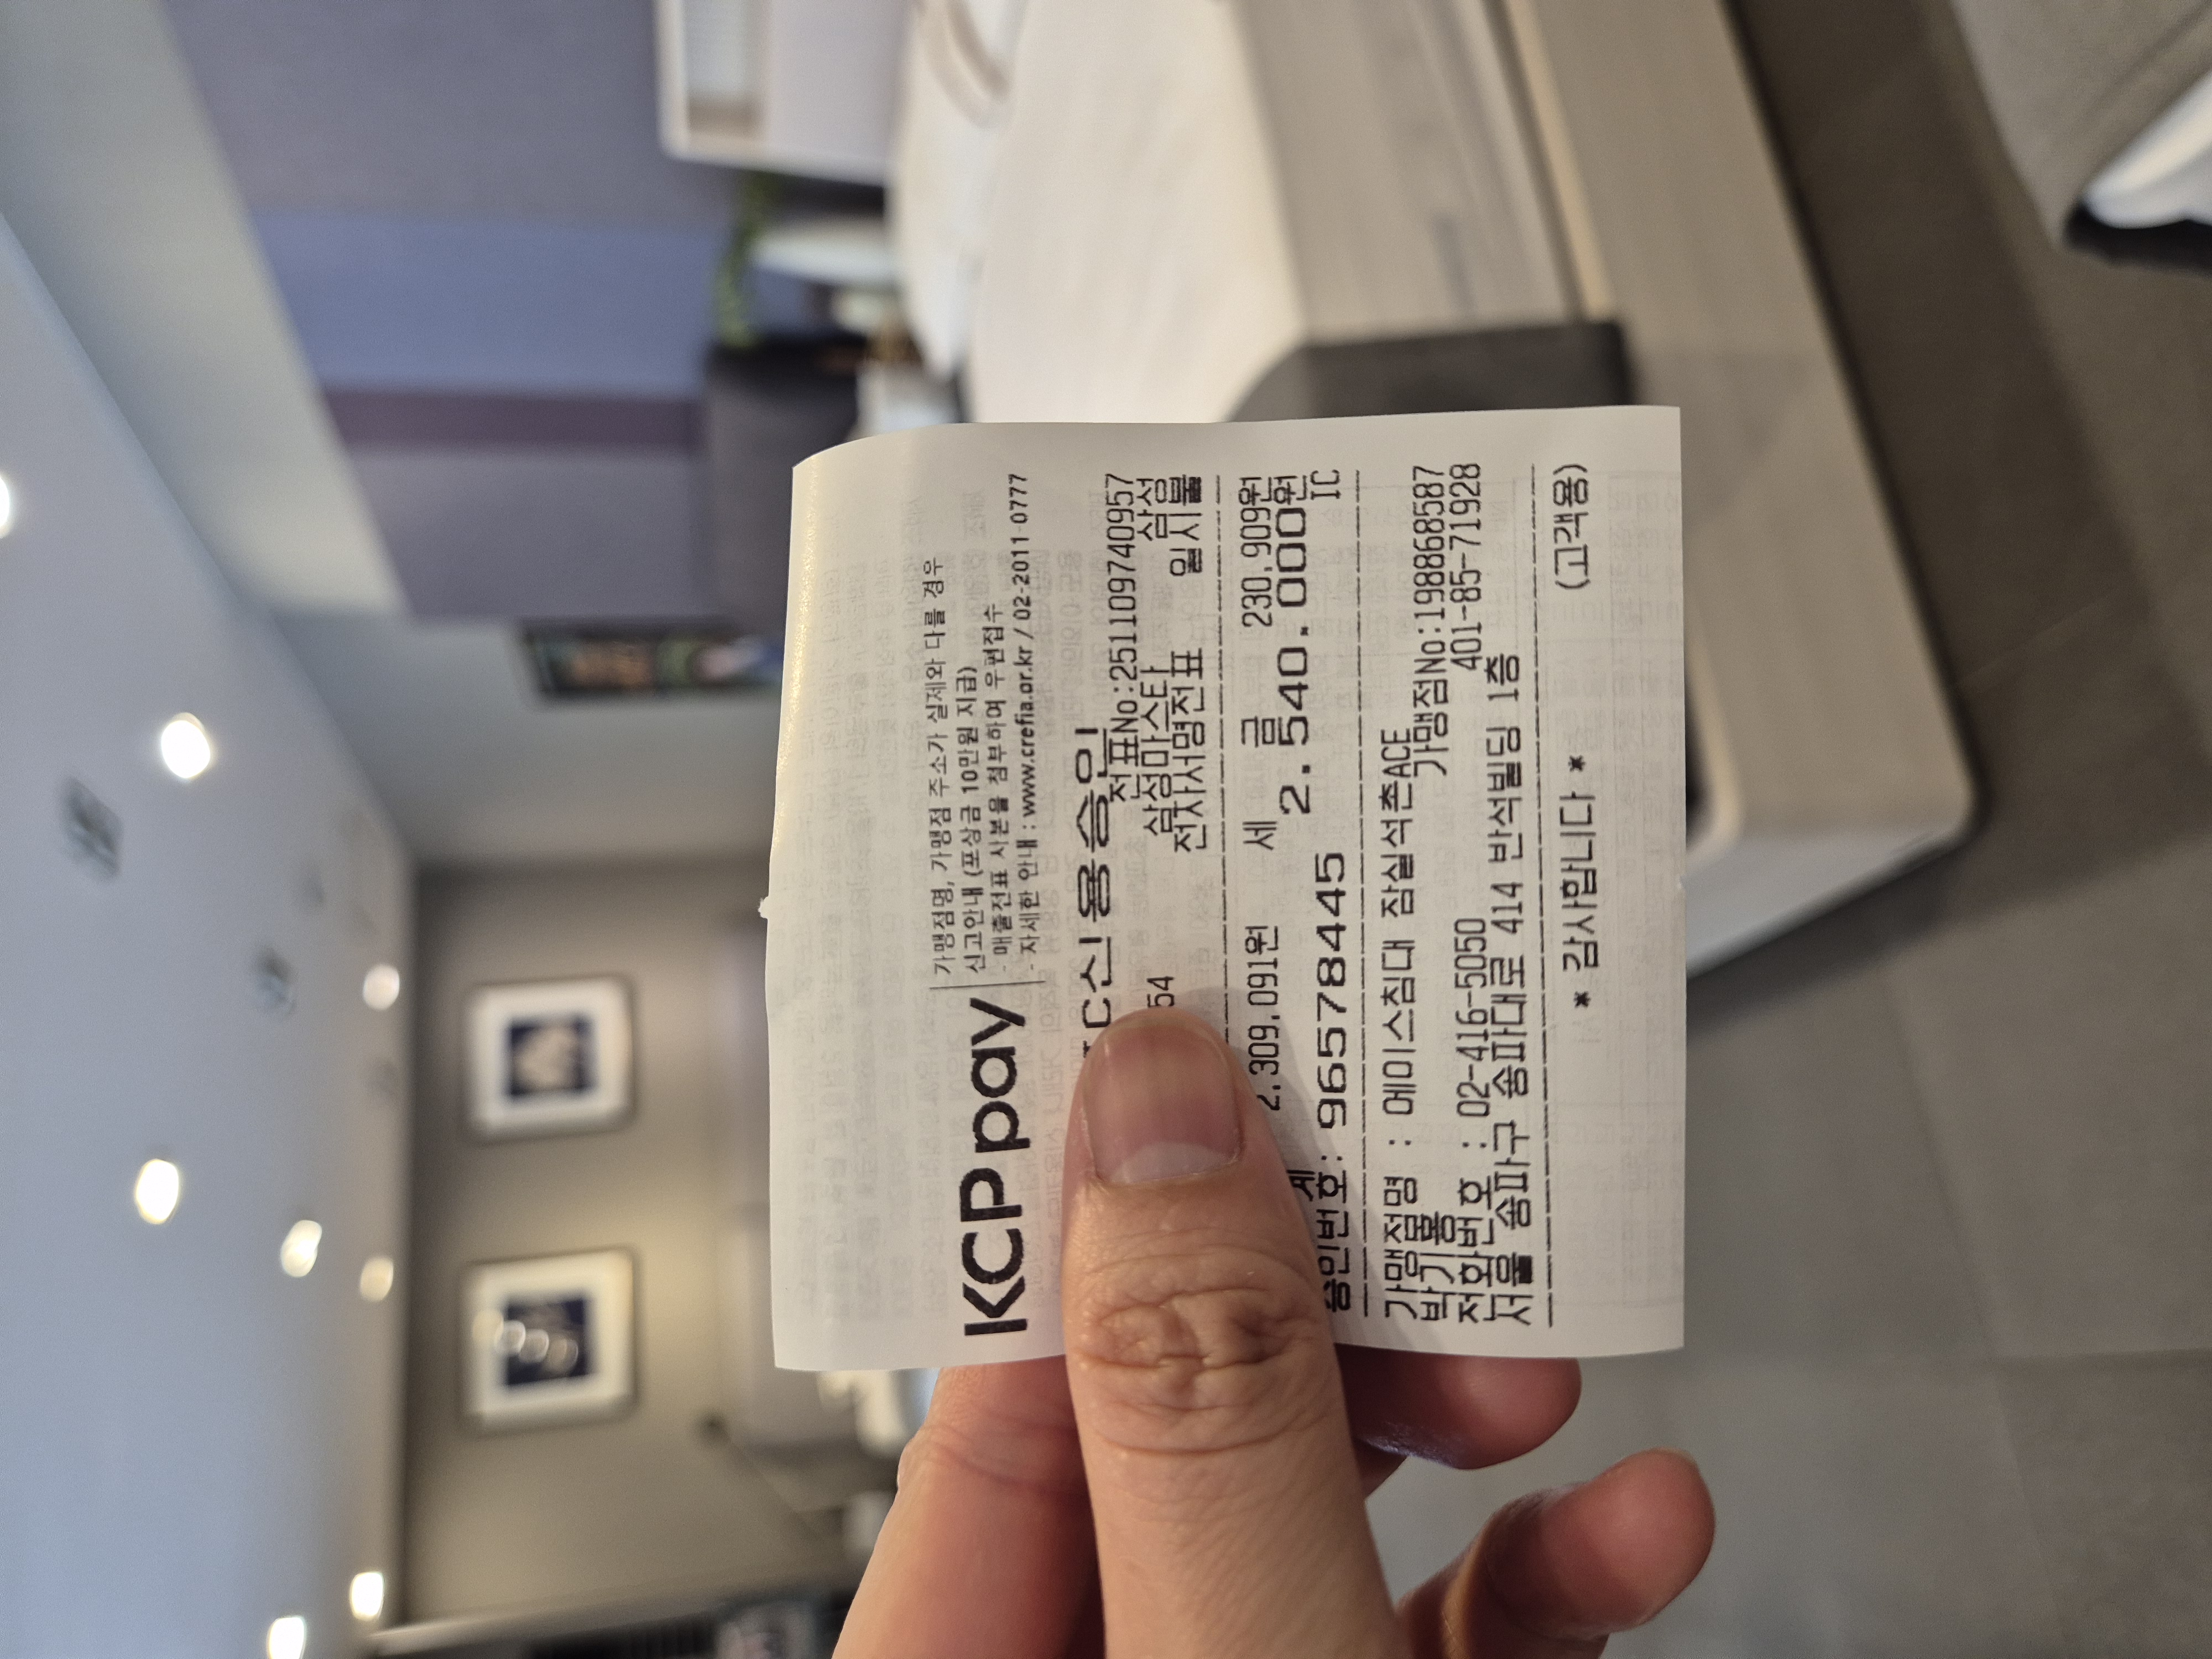 KCP pay
가맹점명, 가맹점 주소가 실제와 다를 경우
신고안내 (포상금 10만원 지급)
- 매출전표 사본을 첨부하여 우편접수
- 자세한 안내 : www.crefia.or.kr / 02-2011-0777
IC신용승인
전표No:251109740957
54 삼성마스타 삼성
전자서명전표 일시불
2.309.091원 세 금 230.909원
계 2.540.000원
승인번호: 96578445 IC
가맹점명 : 에이스침대 잠실석촌ACE
가맹점No:198868587
박기룡 401-85-71928
전화번호 : 02-416-5050
서울 송파구 송파대로 414 반석빌딩 1층
* 감사합니다 *
(고객용)